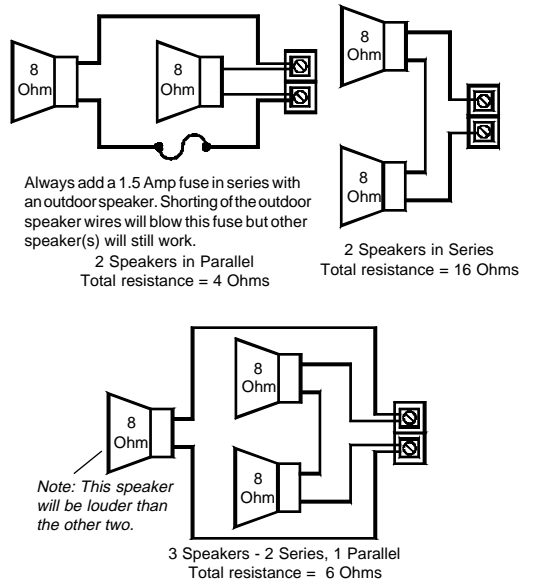 8
Ohm
8
Ohm
Always add a 1.5 Amp fuse in series with
an outdoor speaker. Shorting of the outdoor
speaker wires will blow this fuse but other
speaker(s) will still work.
2 Speakers in Parallel
Total resistance = 4 Ohms
8
Ohm
8
Ohm
2 Speakers in Series
Total resistance = 16 Ohms
8
Ohm
8
Ohm
8
Ohm
Note: This speaker
will be louder than
the other two.
3 Speakers - 2 Series, 1 Parallel
Total resistance = 6 Ohms